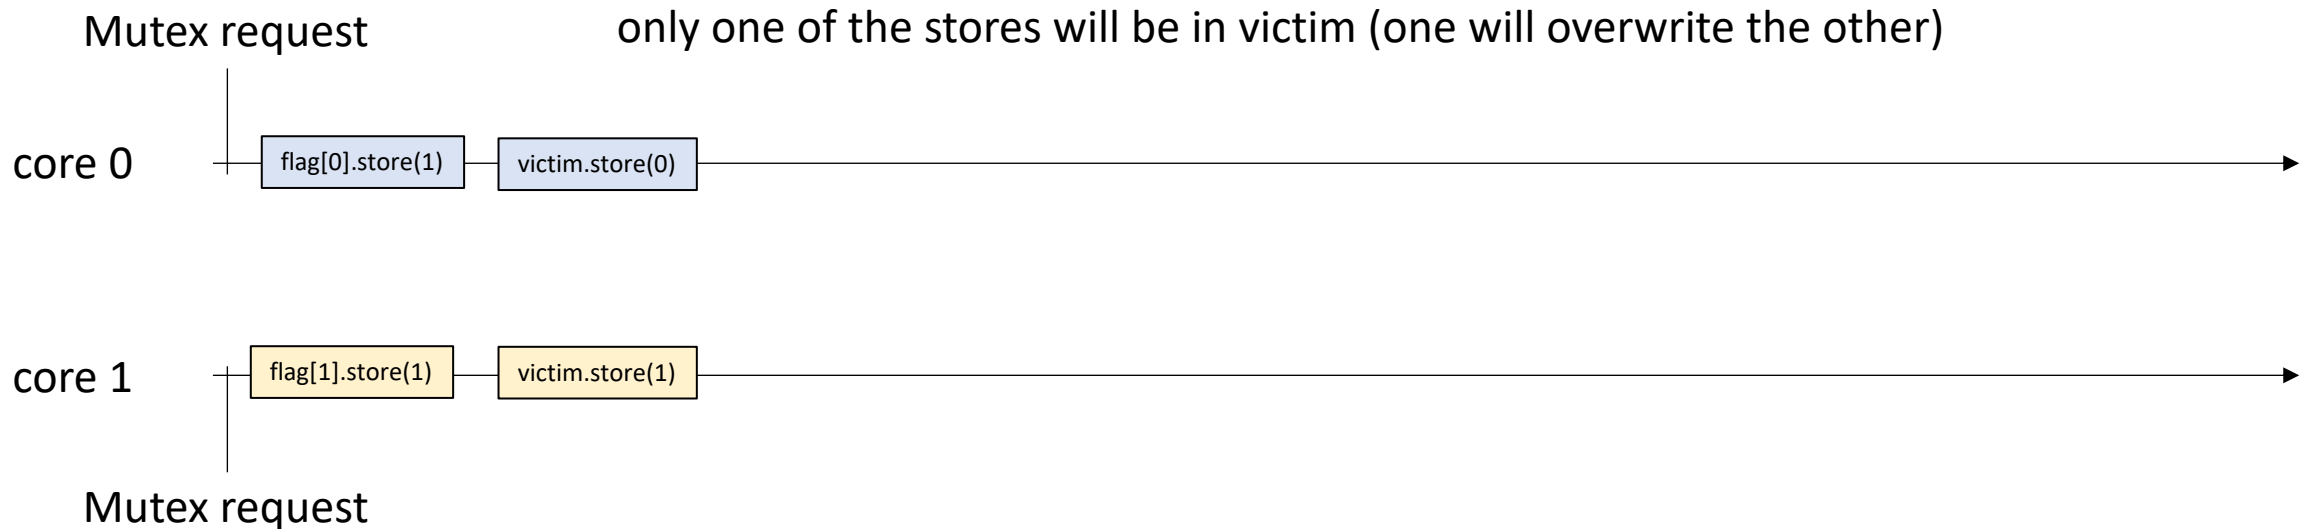 Mutex request
only one of the stores will be in victim (one will overwrite the other)
core 0
flag[0].store(1)
victim.store(0)
core 1
flag[1].store(1)
victim.store(1)
Mutex request